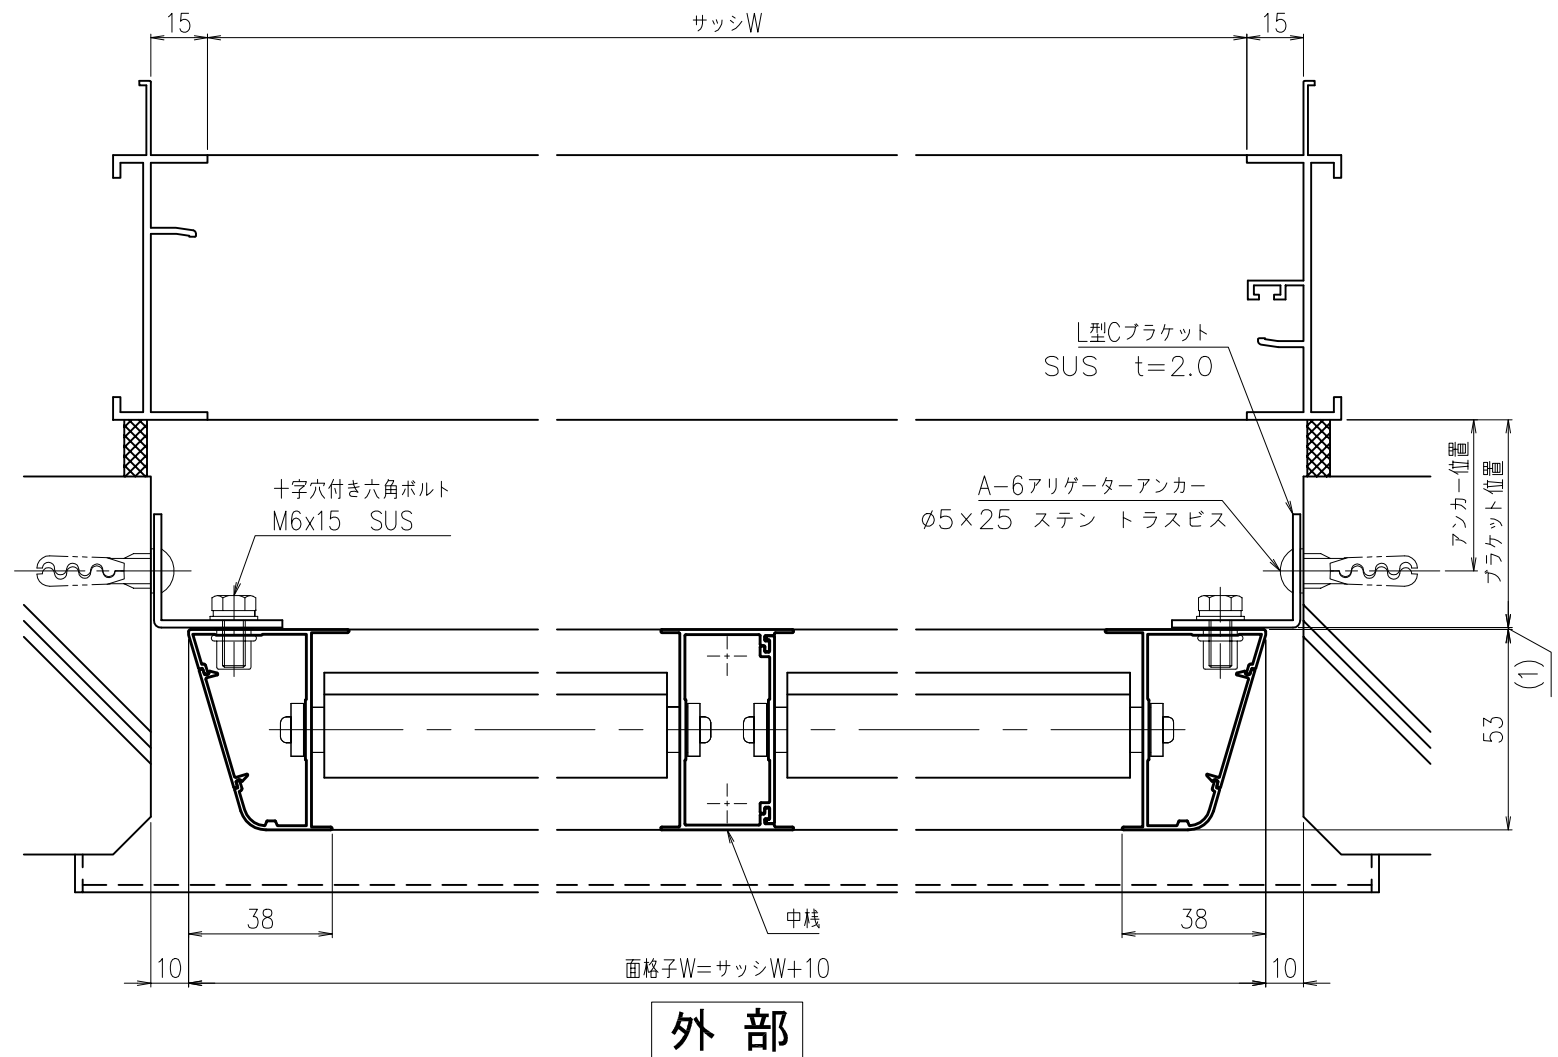 15
サッシW
15
L型Cブラケット
SUS t=2.0
十字穴付き六角ボルト
M6x15 SUS
A-6アリゲーターアンカー
φ5×25 ステン トラスビス
アンカー位置
ブラケット位置
(1)
53
38
中桟
38
10
面格子W=サッシW+10
10
外部